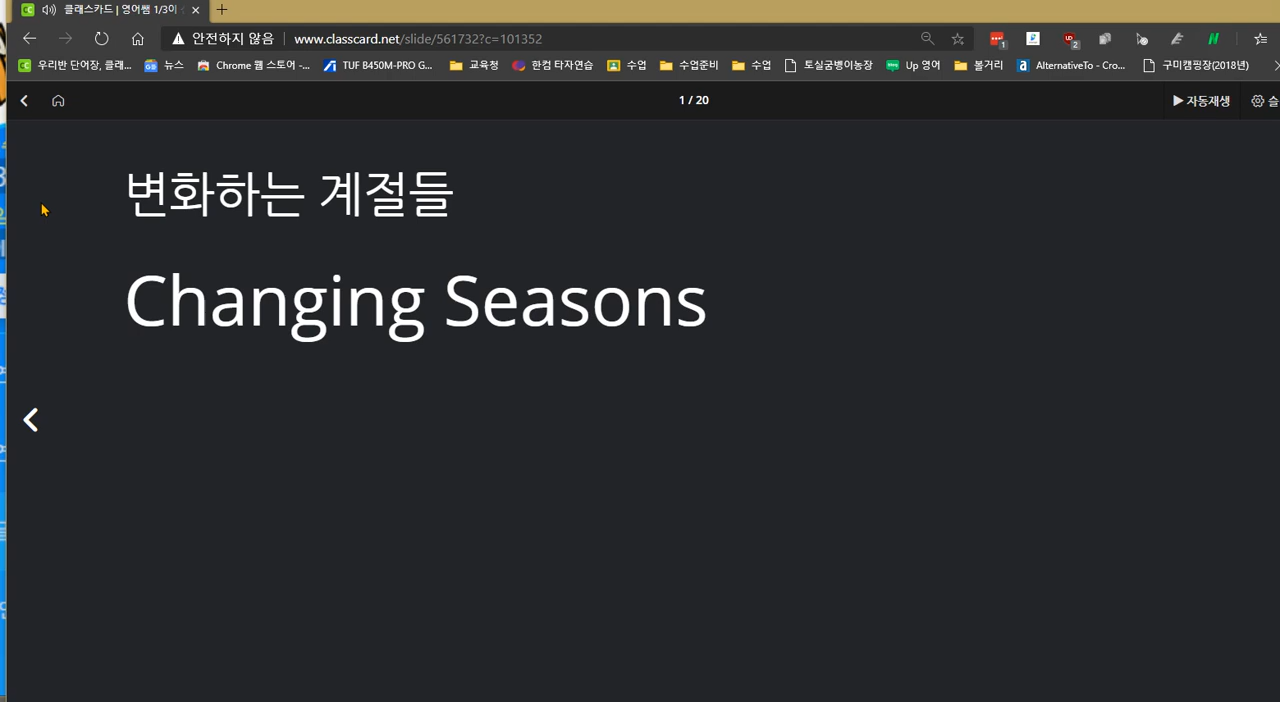 클래스카드 | 영어쌤 1/3이
안전하지 않음 www.classcard.net/slide/561732?c=101352
우리반 단어장, 클래... 뉴스 Chrome 웹 스토어 -... TUF B450M-PRO G... 교육청 한컴 타자연습 수업 수업준비 수업 토실굼벵이농장 Up 영어 볼거리 AlternativeTo - Cro... 구미캠핑장(2018년)
1 / 20 자동재생 슬
변화하는 계절들
Changing Seasons